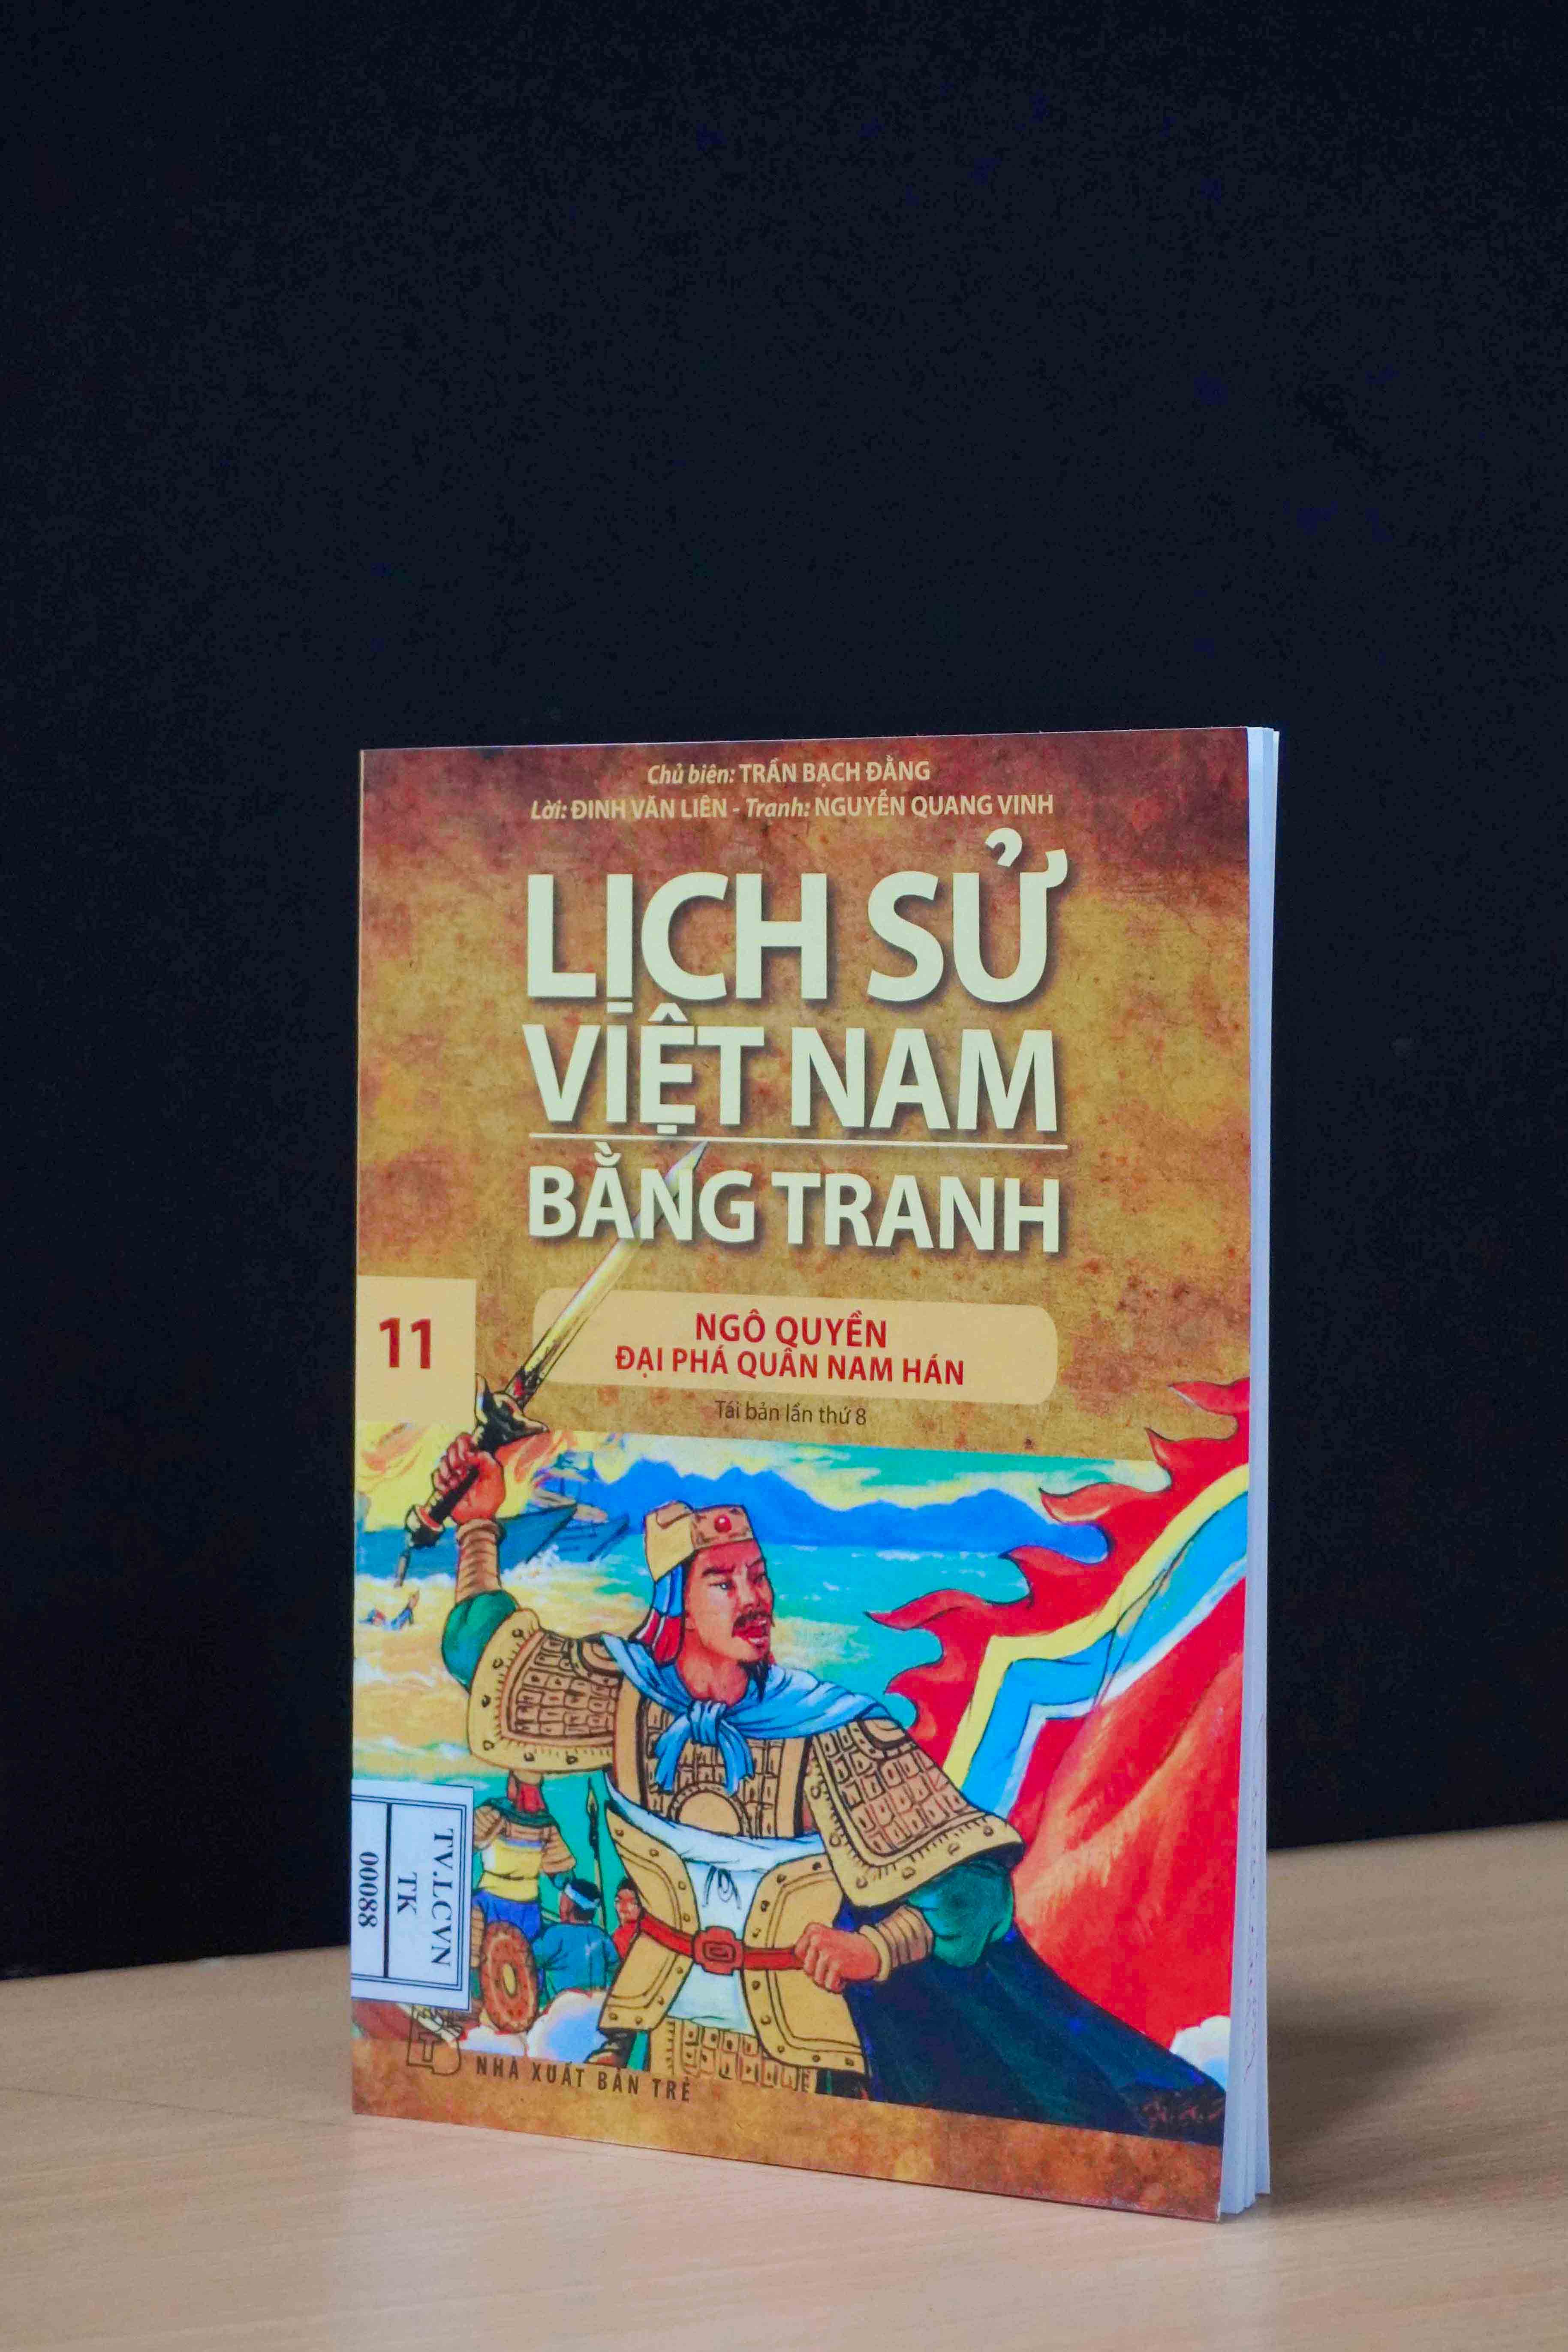 Chủ biên: TRẦN BẠCH ĐẰNG
Lời: ĐINH VĂN LIÊN - Tranh: NGUYỄN QUANG VINH
LỊCH SỬ
VIỆT NAM
BẰNG TRANH
11
NGÔ QUYỀN
ĐẠI PHÁ QUÂN NAM HÁN
Tái bản lần thứ 8
TV.LCVN
TK
00088
NHÀ XUẤT BẢN TRẺ